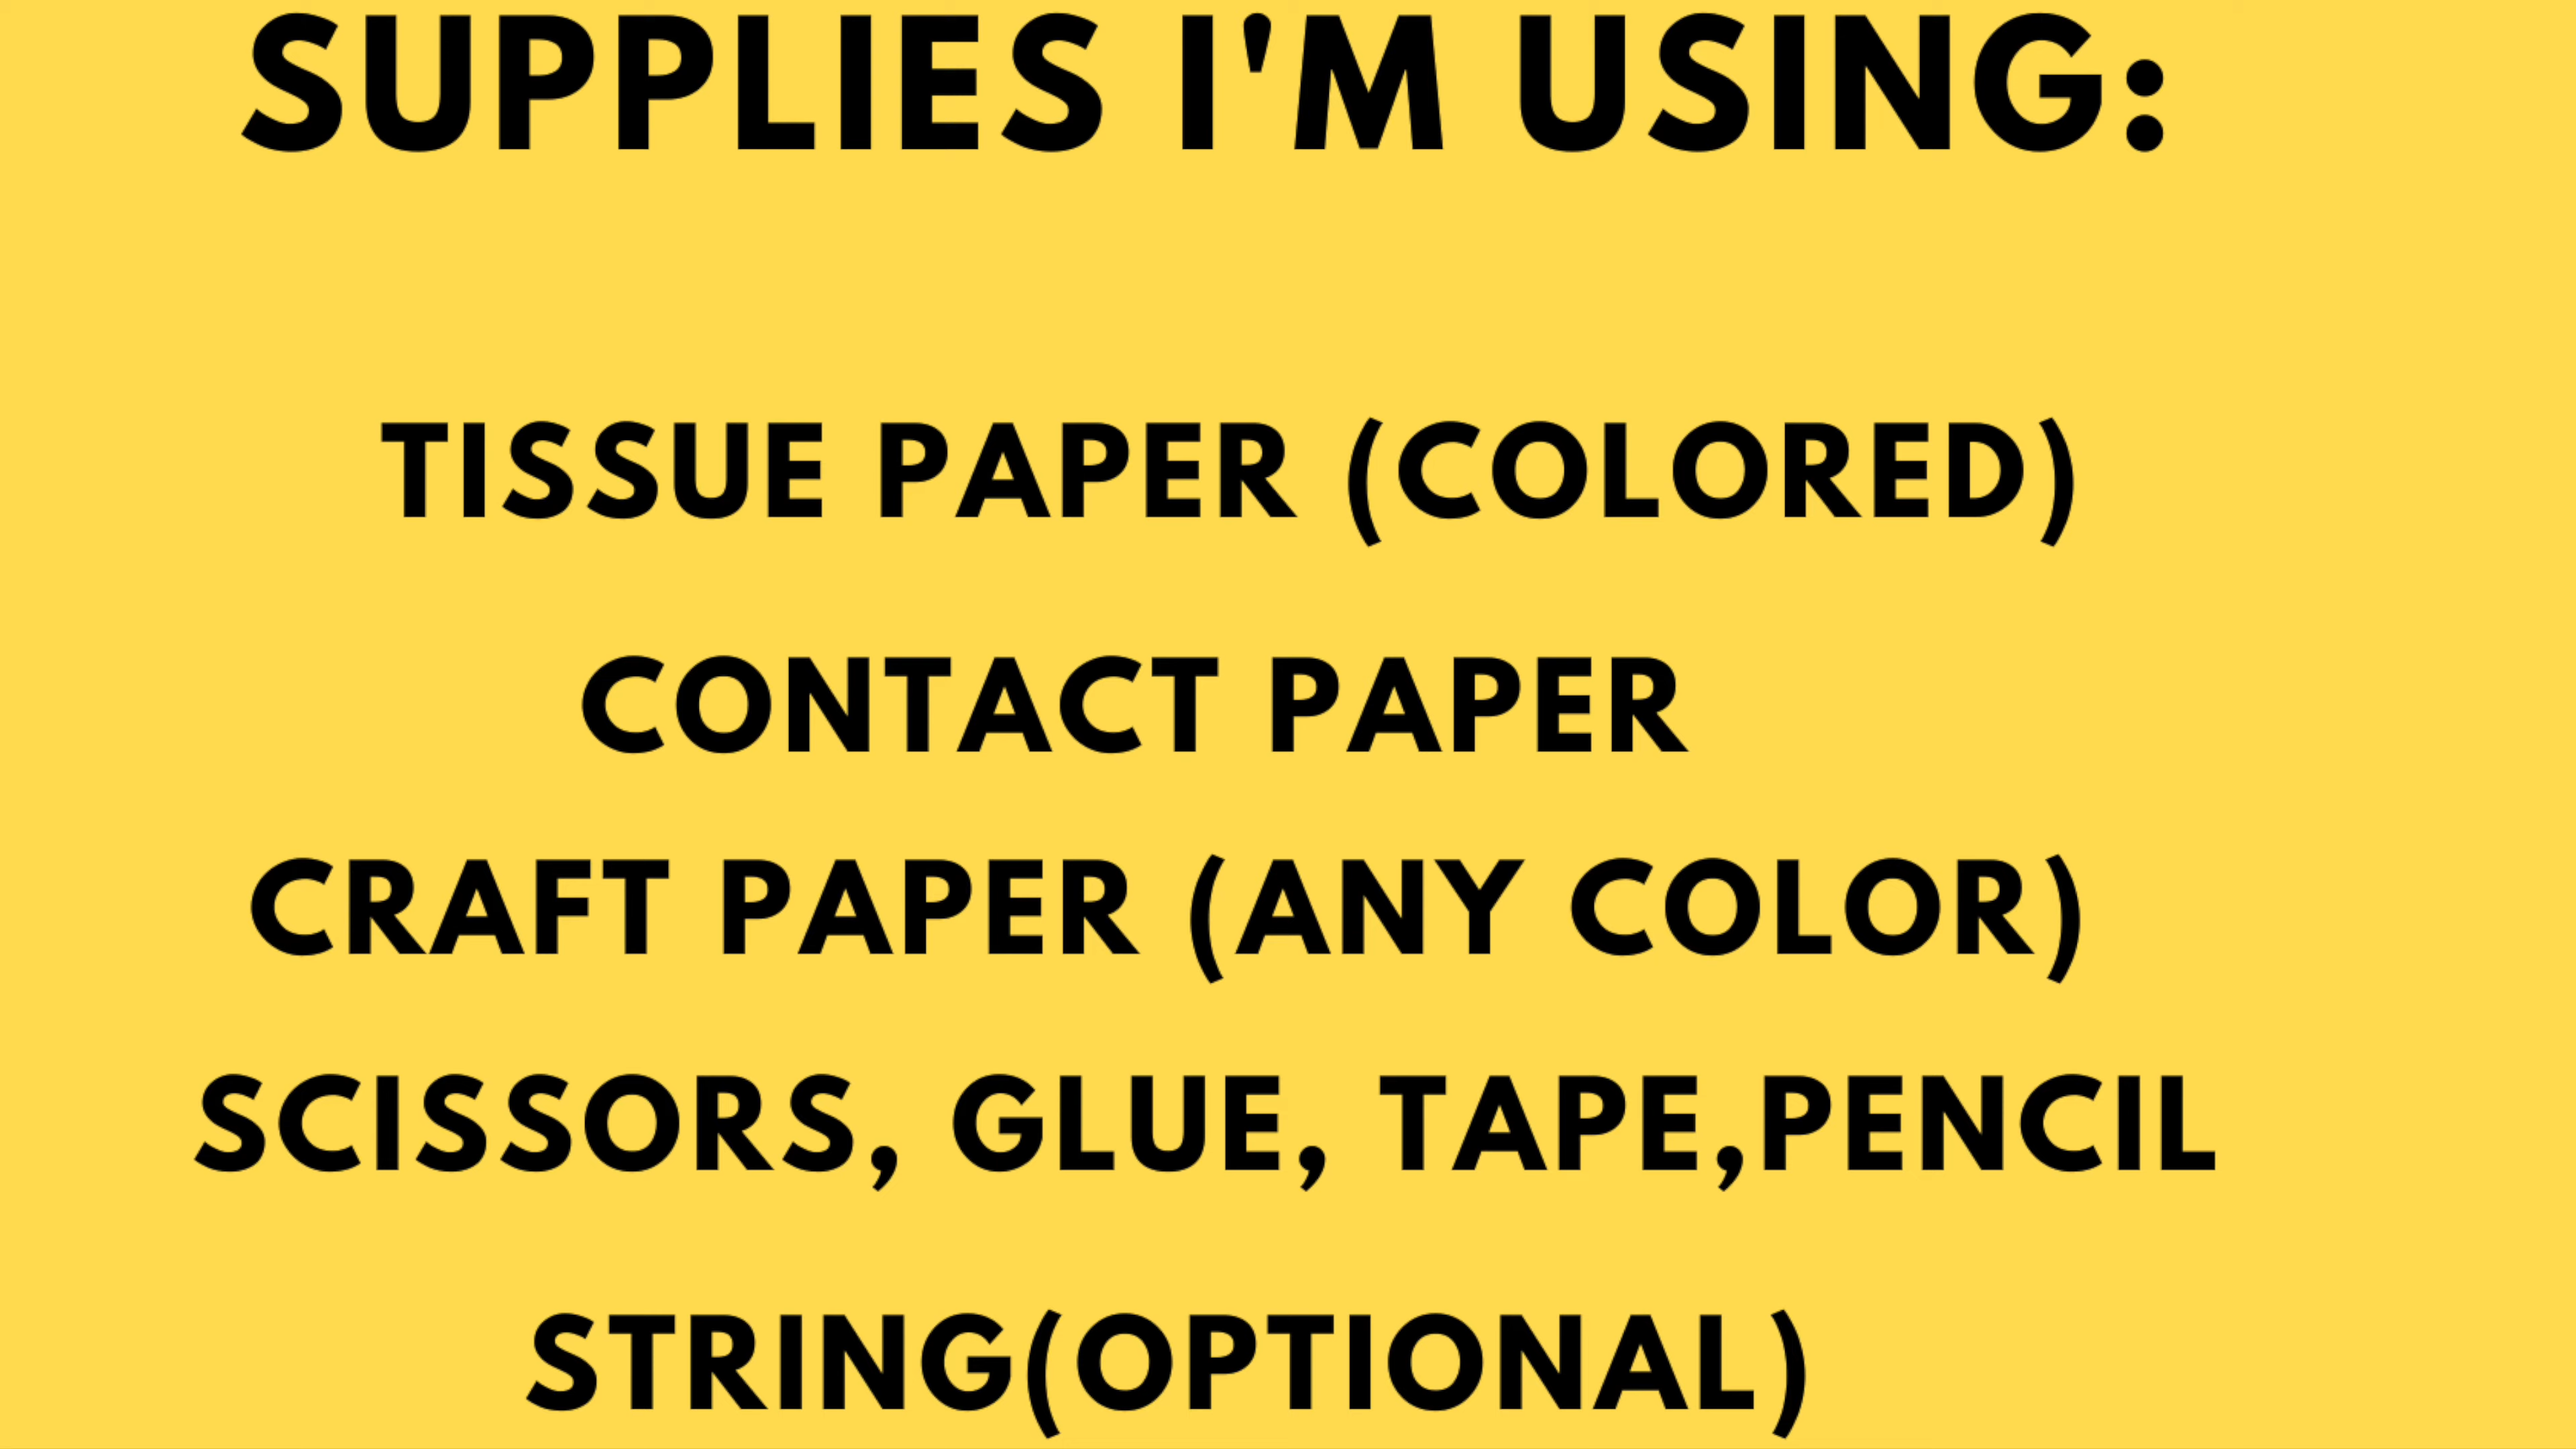 SUPPLIES I'M USING:
TISSUE PAPER (COLORED)
CONTACT PAPER
CRAFT PAPER (ANY COLOR)
SCISSORS, GLUE, TAPE,PENCIL
STRING(OPTIONAL)